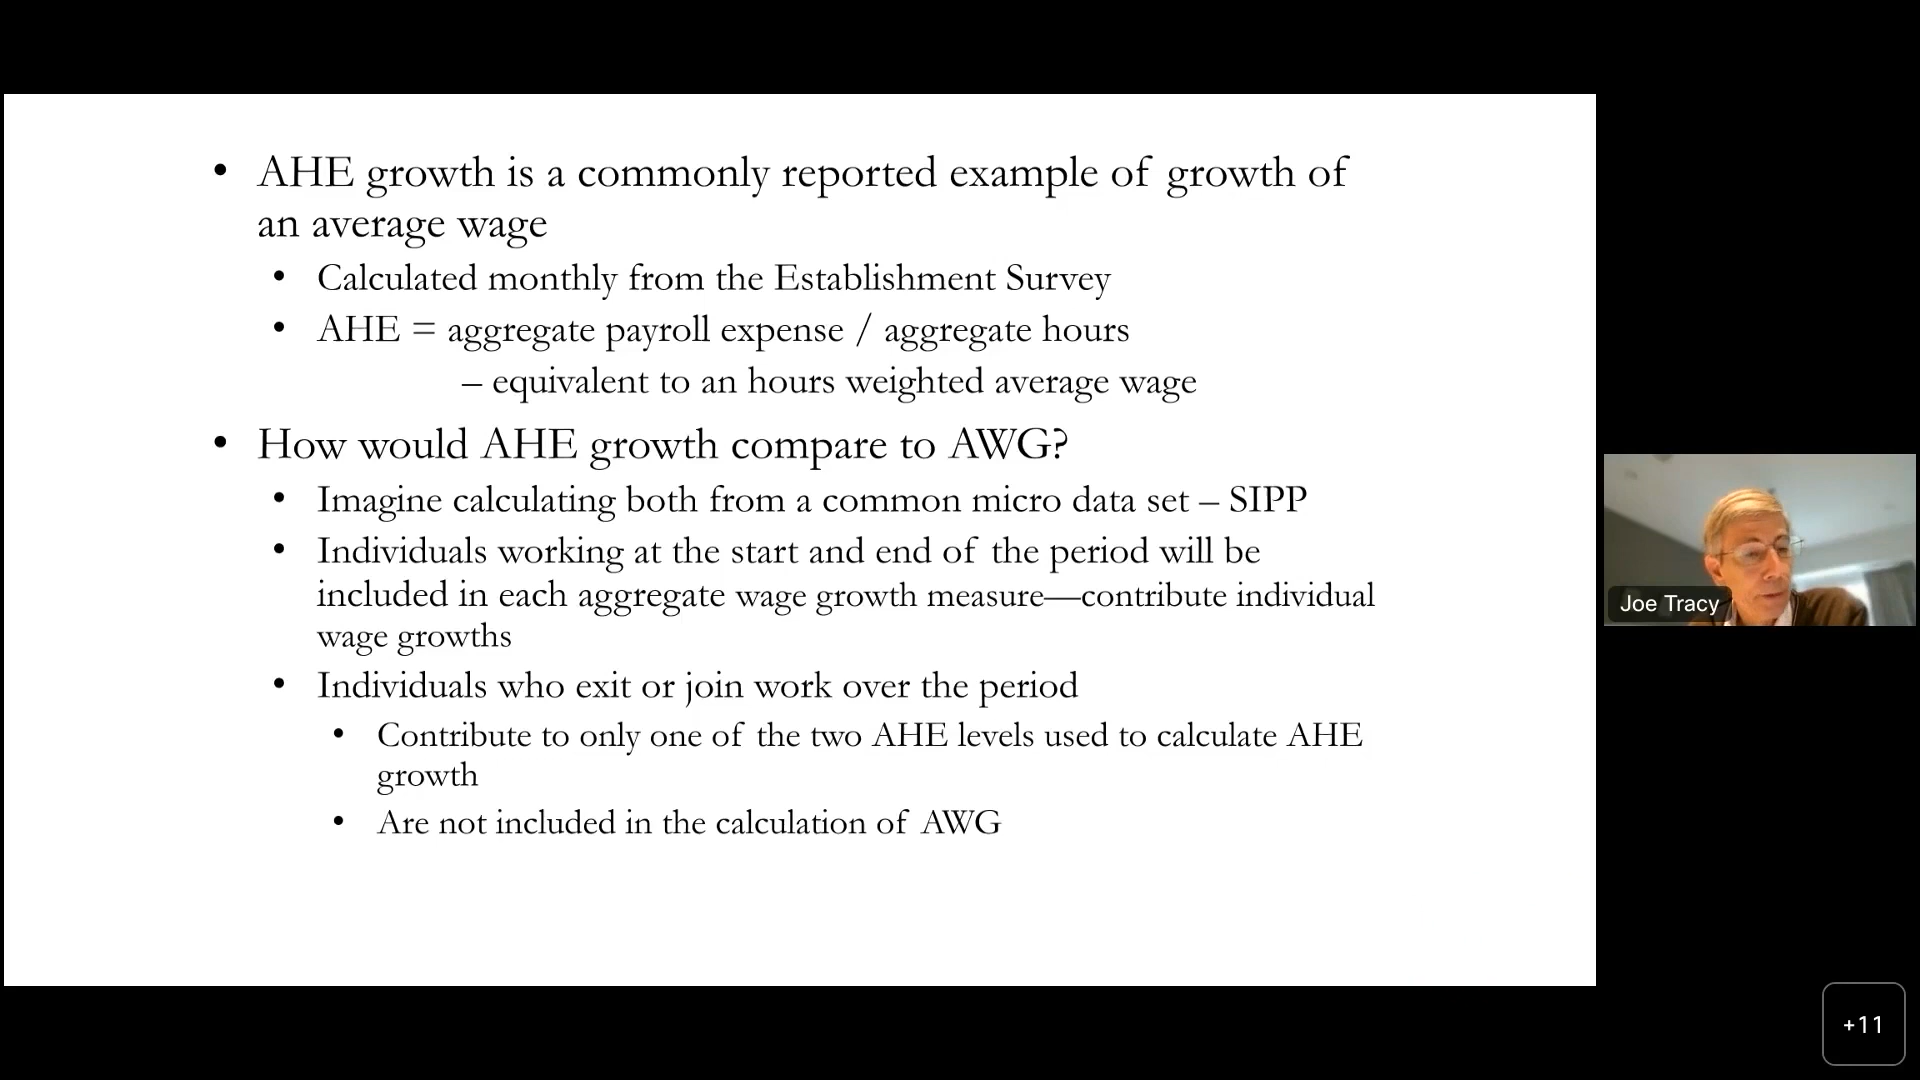 • AHE growth is a commonly reported example of growth of
an average wage
• Calculated monthly from the Establishment Survey
• AHE = aggregate payroll expense / aggregate hours
– equivalent to an hours weighted average wage
• How would AHE growth compare to AWG?
• Imagine calculating both from a common micro data set – SIPP
• Individuals working at the start and end of the period will be
included in each aggregate wage growth measure—contribute individual
wage growths
• Individuals who exit or join work over the period
• Contribute to only one of the two AHE levels used to calculate AHE
growth
• Are not included in the calculation of AWG
Joe Tracy
+11